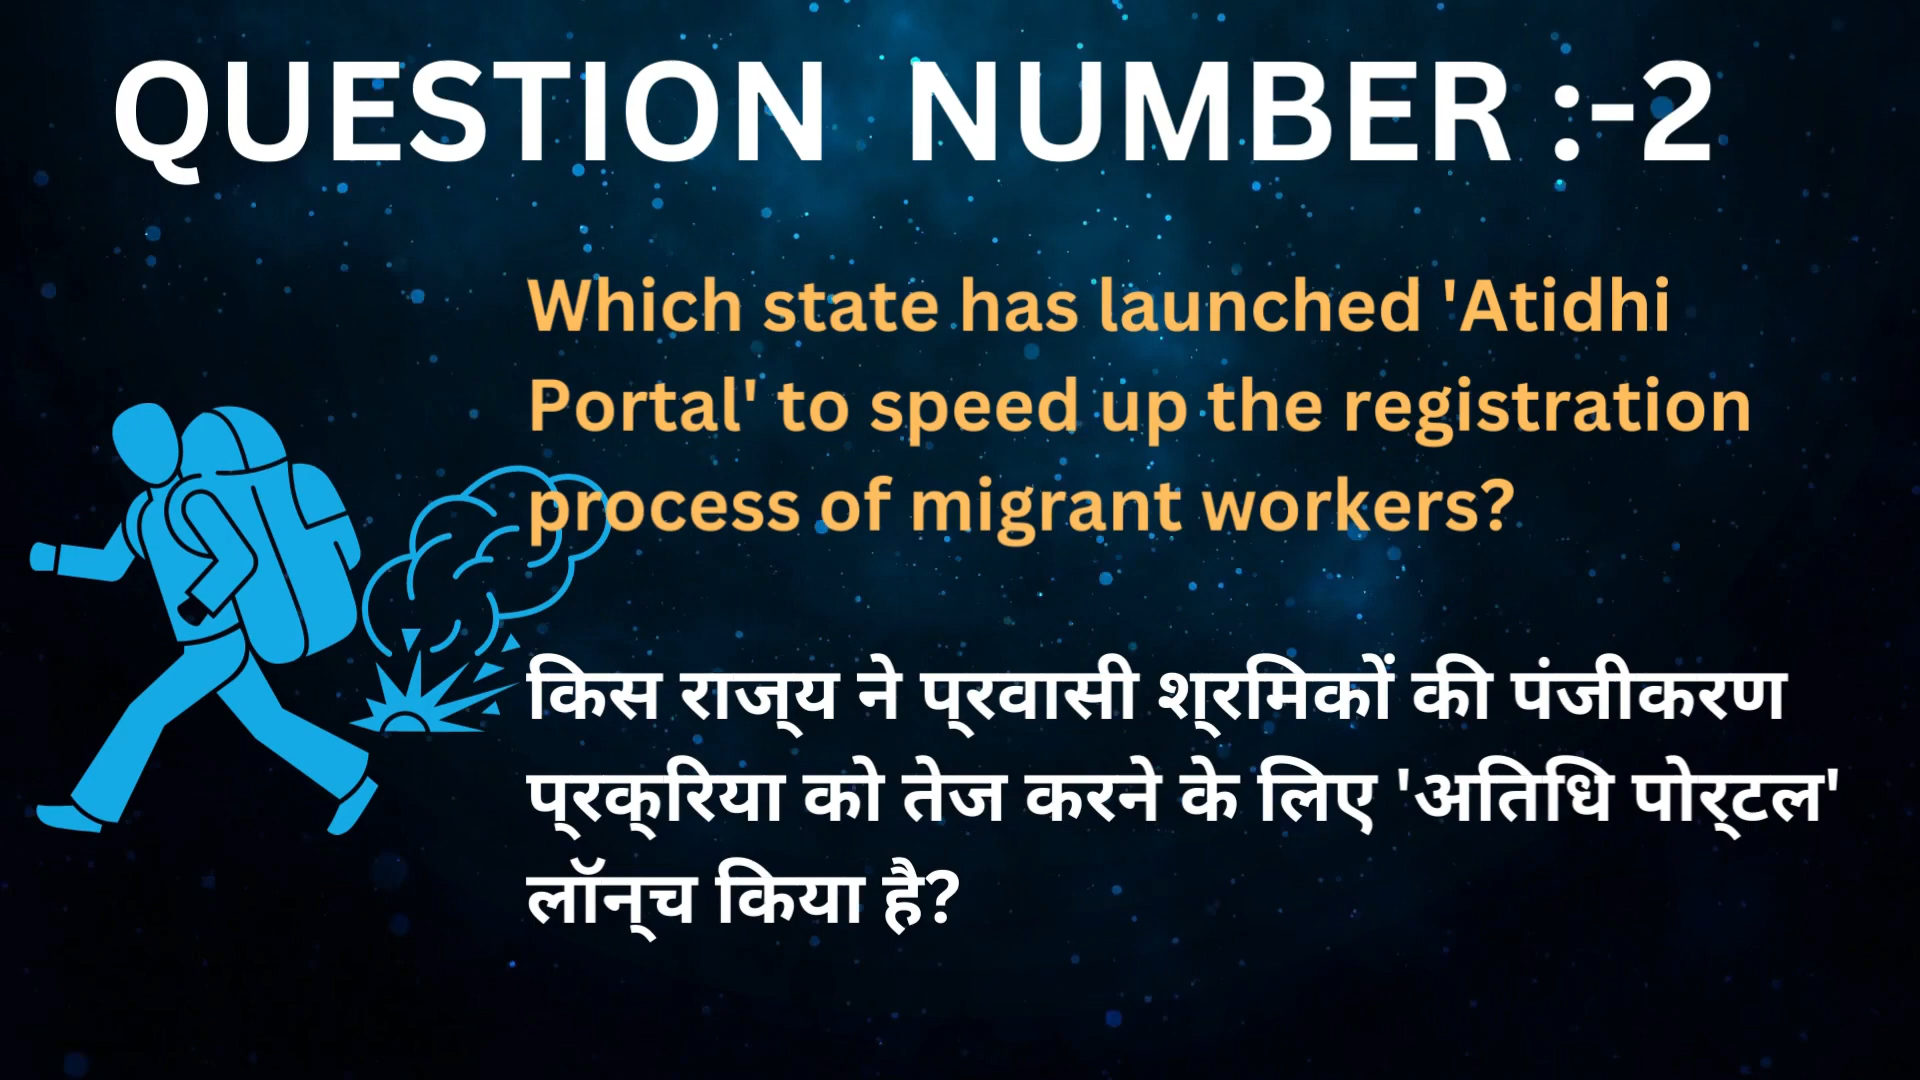 QUESTION NUMBER :-2
Which state has launched 'Atidhi
Portal' to speed up the registration
process of migrant workers?
किस राज्‌य ने प्‌रवासी श्‌रमिकों की पंजीकरण
प्‌रक्‌रिया को तेज करने के लिए 'अतिधि पोर्‌टल'
लॉन्‌च किया है?